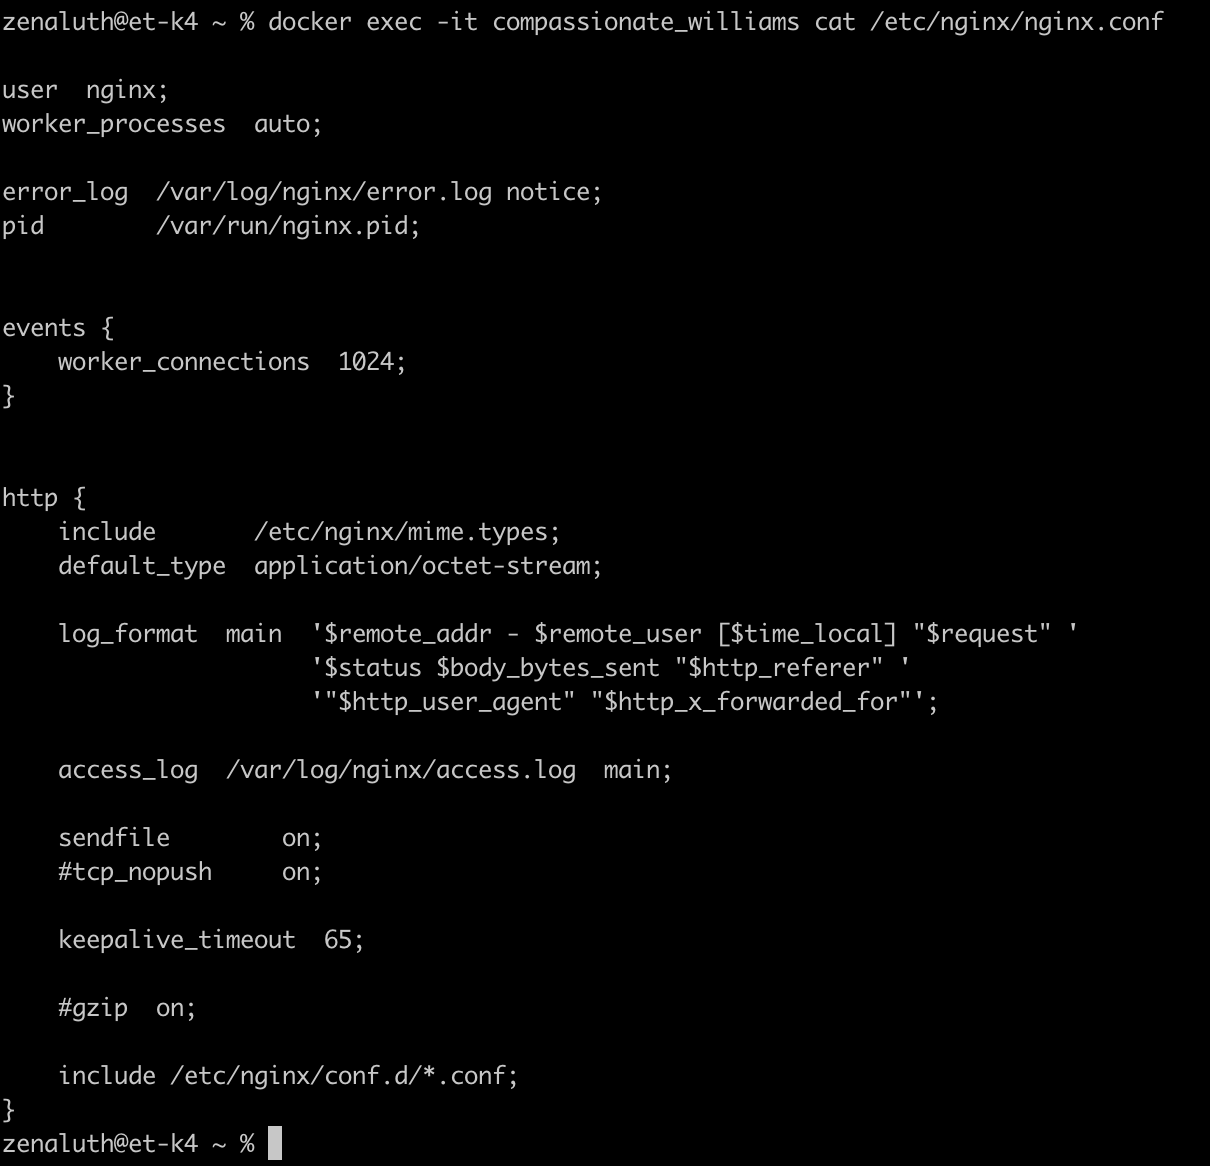 zenaluth@et-k4 ~ % docker exec -it compassionate_williams cat /etc/nginx/nginx.conf

user  nginx;
worker_processes  auto;

error_log  /var/log/nginx/error.log notice;
pid        /var/run/nginx.pid;


events {
    worker_connections  1024;
}


http {
    include       /etc/nginx/mime.types;
    default_type  application/octet-stream;

    log_format  main  '$remote_addr - $remote_user [$time_local] "$request" '
                      '$status $body_bytes_sent "$http_referer" '
                      '"$http_user_agent" "$http_x_forwarded_for"';

    access_log  /var/log/nginx/access.log  main;

    sendfile        on;
    #tcp_nopush     on;

    keepalive_timeout  65;

    #gzip  on;

    include /etc/nginx/conf.d/*.conf;
}
zenaluth@et-k4 ~ %